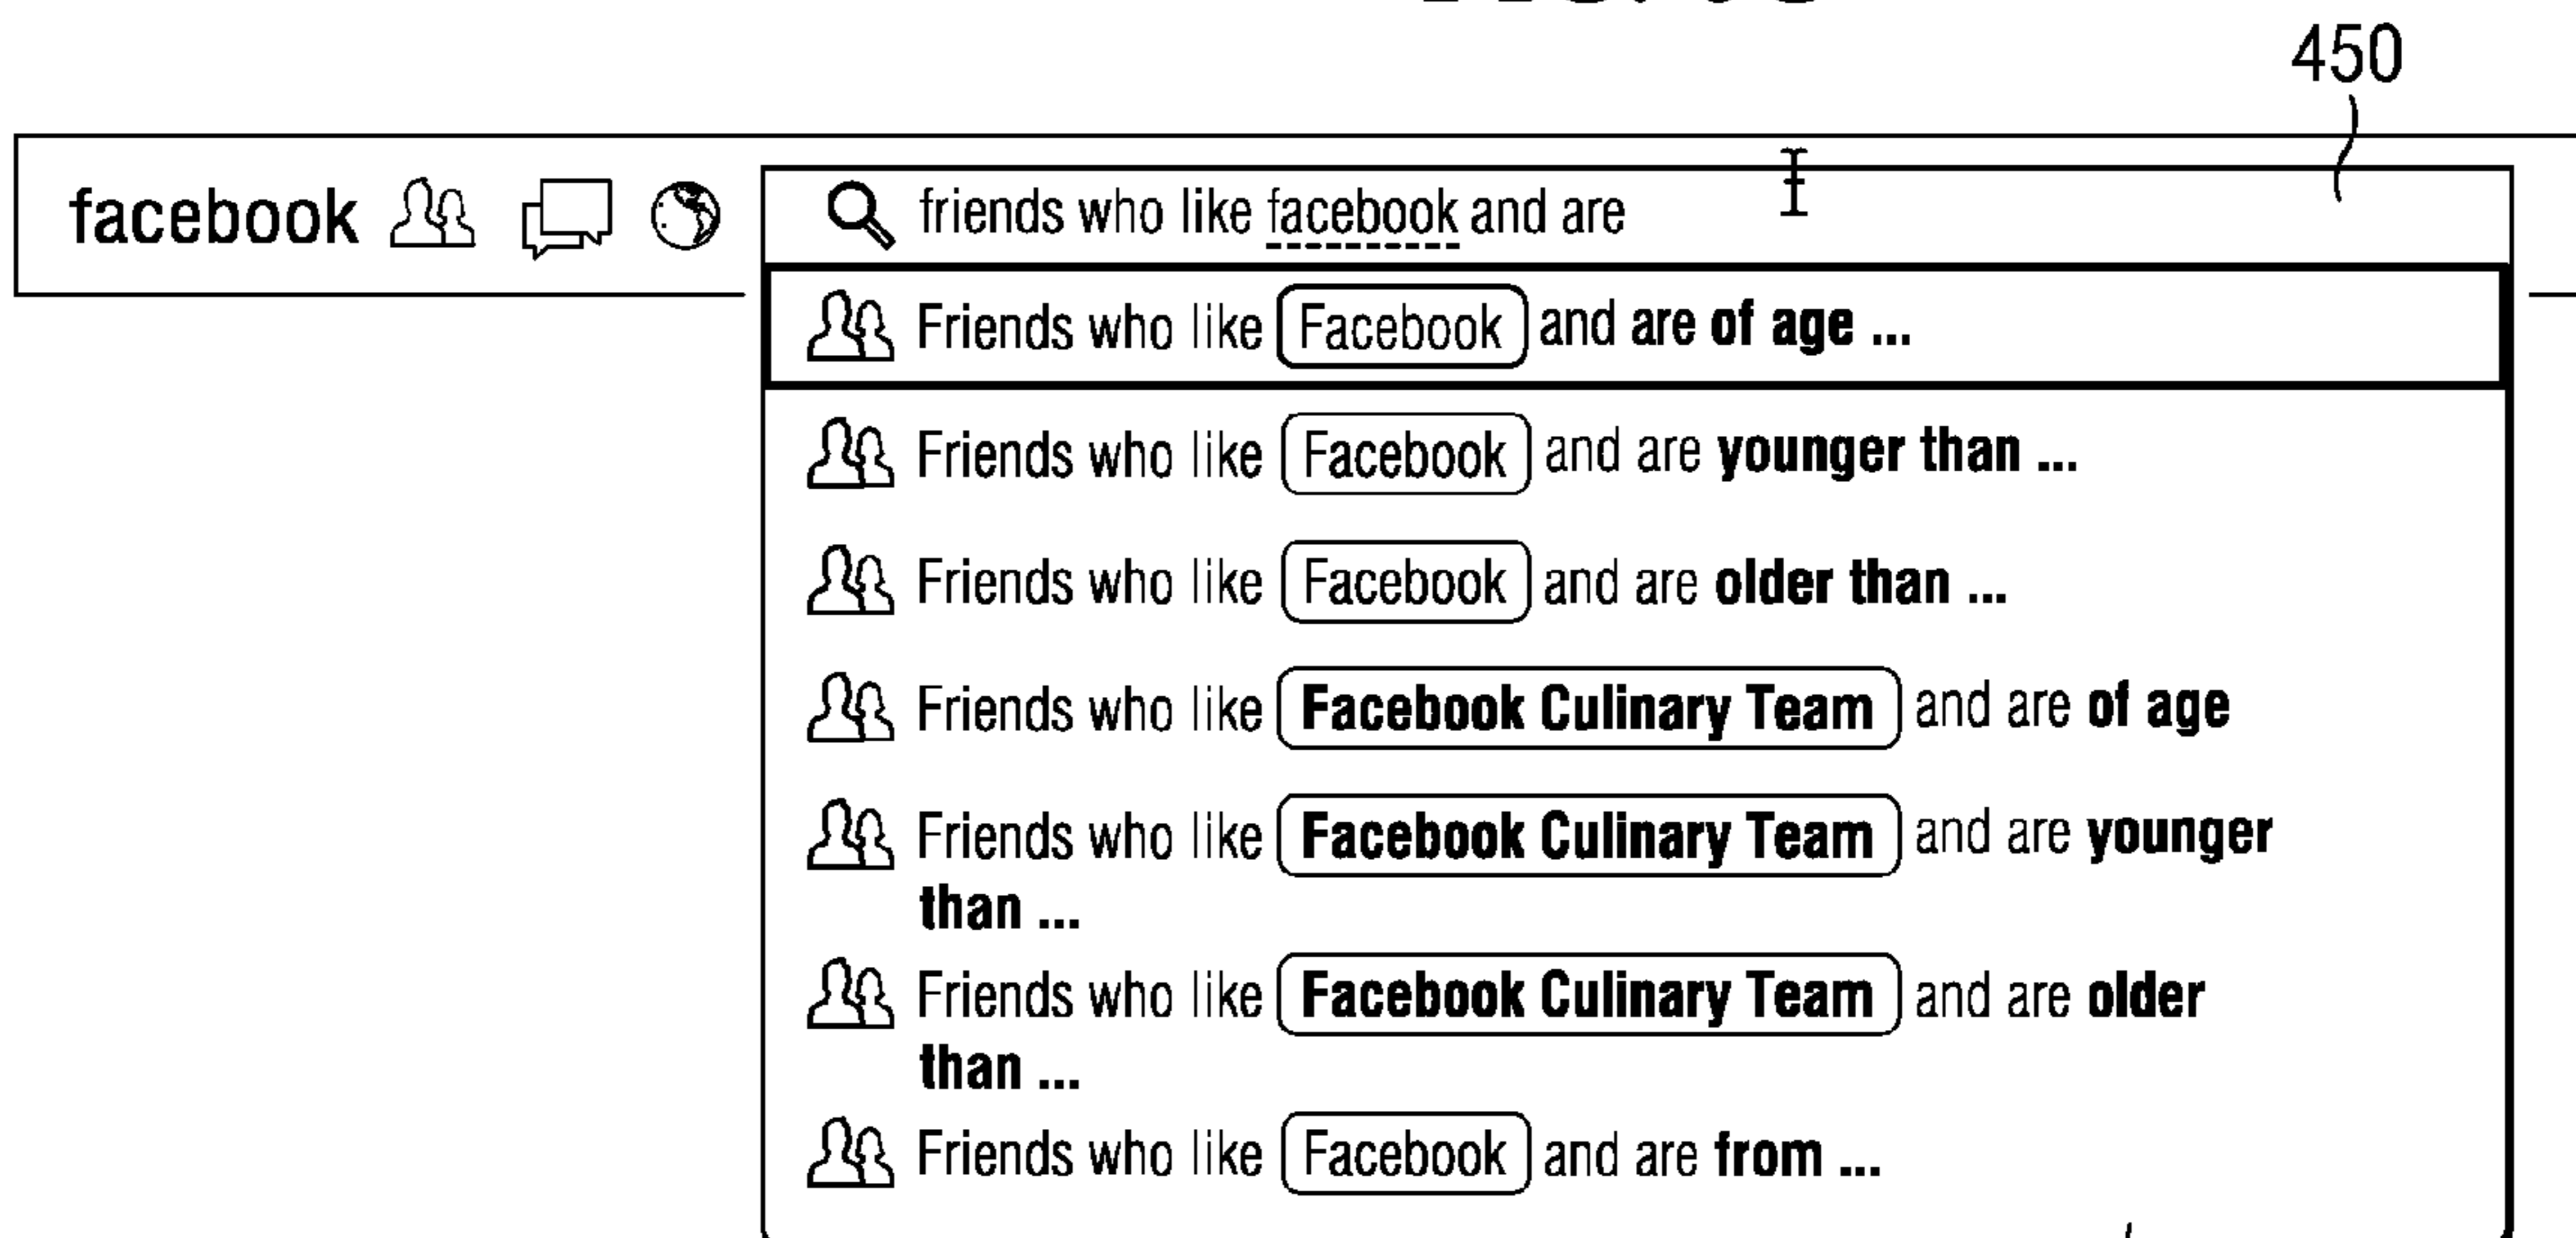 450
facebook friends who like facebook and are
Friends who like Facebook and are of age ...
Friends who like Facebook and are younger than ...
Friends who like Facebook and are older than ...
Friends who like Facebook Culinary Team and are of age
Friends who like Facebook Culinary Team and are younger
than ...
Friends who like Facebook Culinary Team and are older
than ...
Friends who like Facebook and are from ...